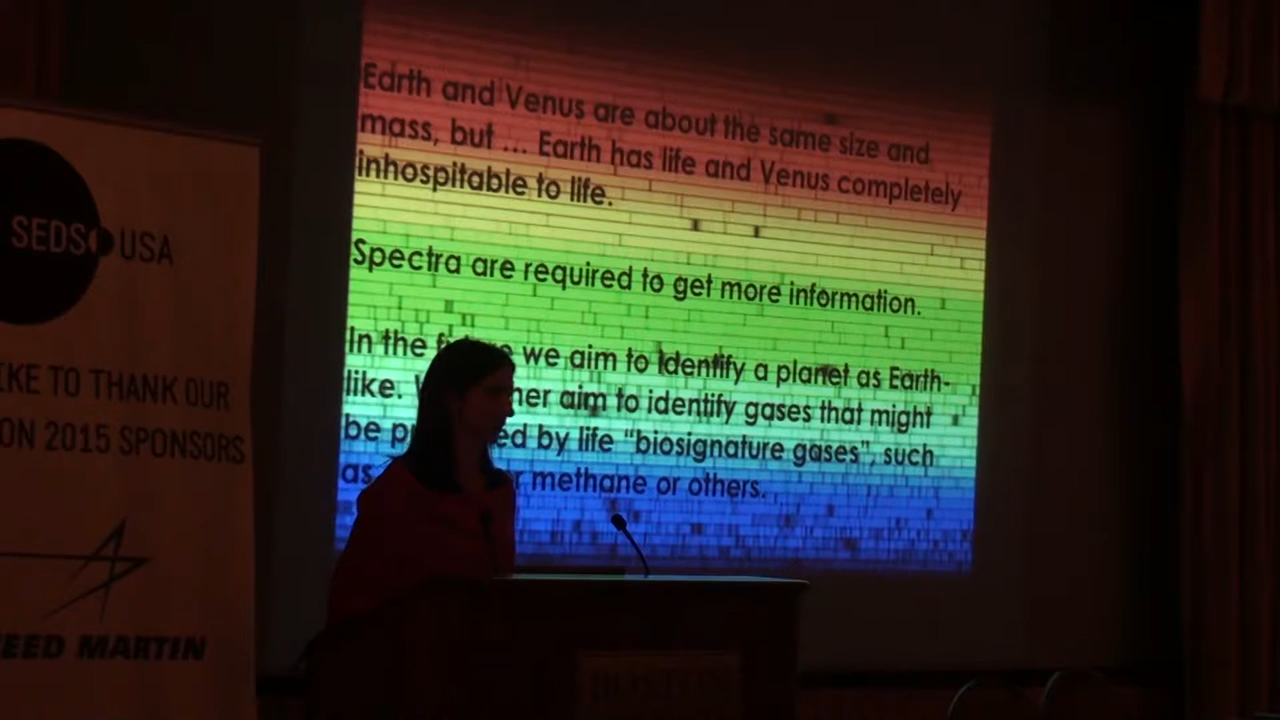 Earth and Venus are about the same size and
mass, but ... Earth has life and Venus completely
inhospitable to life.
Spectra are required to get more information.
In the we aim to identify a planet as Earth-
like. aim to identify gases that might
be by life "biosignature gases", such
as methane or others.
SEDS USA
IKE TO THANK OUR
ON 2015 SPONSORS
EED MARTIN